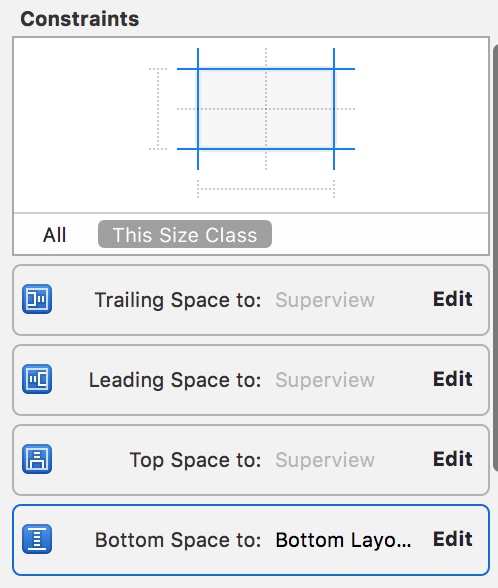 Constraints
All This Size Class
Trailing Space to: Superview Edit
Leading Space to: Superview Edit
Top Space to: Superview Edit
Bottom Space to: Bottom Layo... Edit